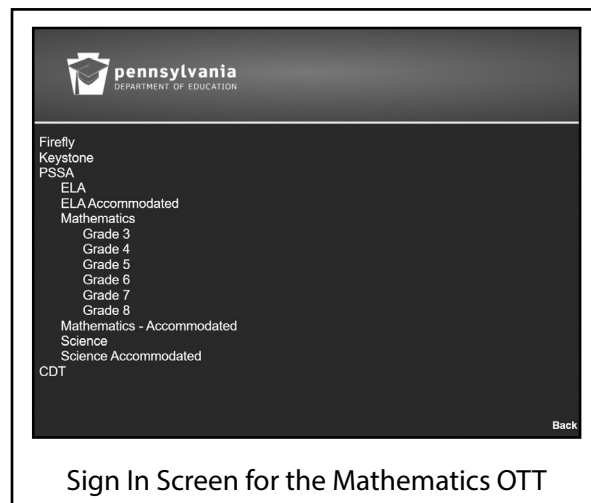 pennsylvania
DEPARTMENT OF EDUCATION
Firefly
Keystone
PSSA
ELA
ELA Accommodated
Mathematics
Grade 3
Grade 4
Grade 5
Grade 6
Grade 7
Grade 8
Mathematics - Accommodated
Science
Science Accommodated
CDT
Back
Sign In Screen for the Mathematics OTT